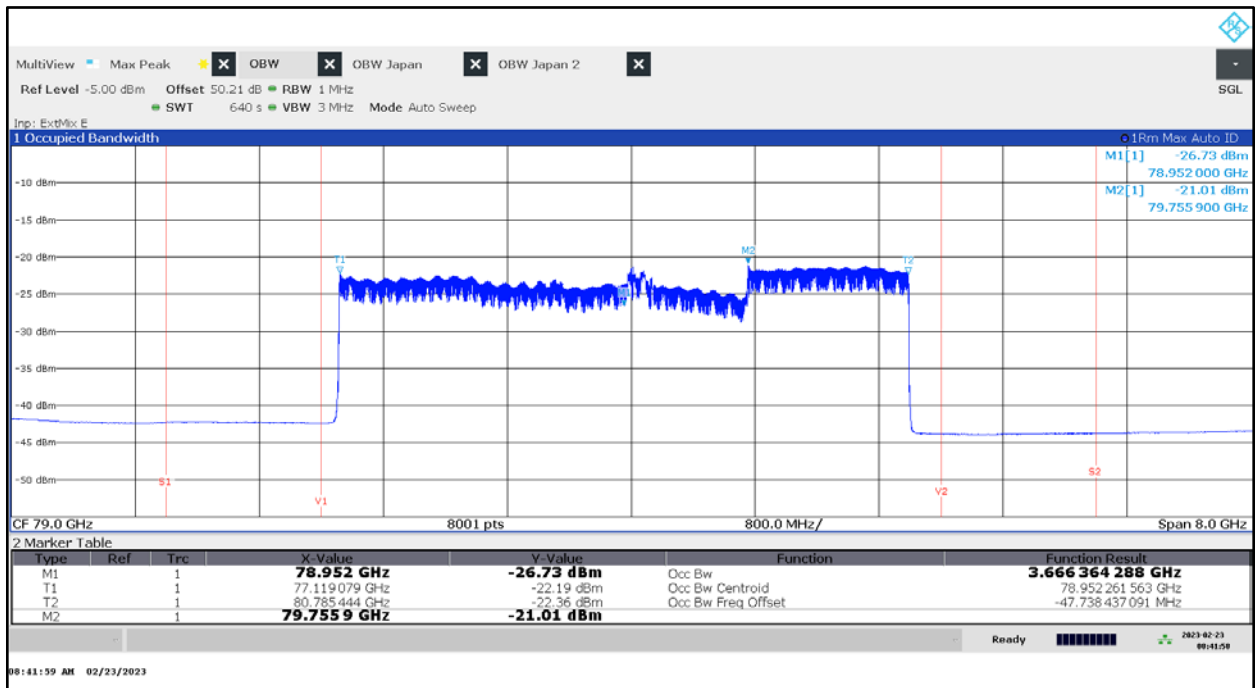 R S
MultiView Max Peak OBW OBW Japan OBW Japan 2
Ref Level -5.00 dBm Offset 50.21 dB RBW 1 MHz SGL
SWT 640 s VBW 3 MHz Mode Auto Sweep
Inp: ExtMix E
1 Occupied Bandwidth 1Rm Max Auto ID
M1[1] -26.73 dBm
78.952 000 GHz
M2[1] -21.01 dBm
79.755 900 GHz
-10 dBm
-15 dBm
-20 dBm
M2
T1
T2
M1
-25 dBm
-30 dBm
-35 dBm
-40 dBm
-45 dBm
-50 dBm
S1
S2
V1
V2
CF 79.0 GHz 8001 pts 800.0 MHz/ Span 8.0 GHz
2 Marker Table
Type Ref Trc X-Value Y-Value Function Function Result
M1 1 78.952 GHz -26.73 dBm Occ Bw 3.666 364 288 GHz
T1 1 77.119 079 GHz -22.19 dBm Occ Bw Centroid 78.952 261 563 GHz
T2 1 80.785 444 GHz -22.36 dBm Occ Bw Freq Offset -47.738 437 091 MHz
M2 1 79.755 9 GHz -21.01 dBm
Ready 2023-02-23
08:41:58
08:41:59 AM 02/23/2023